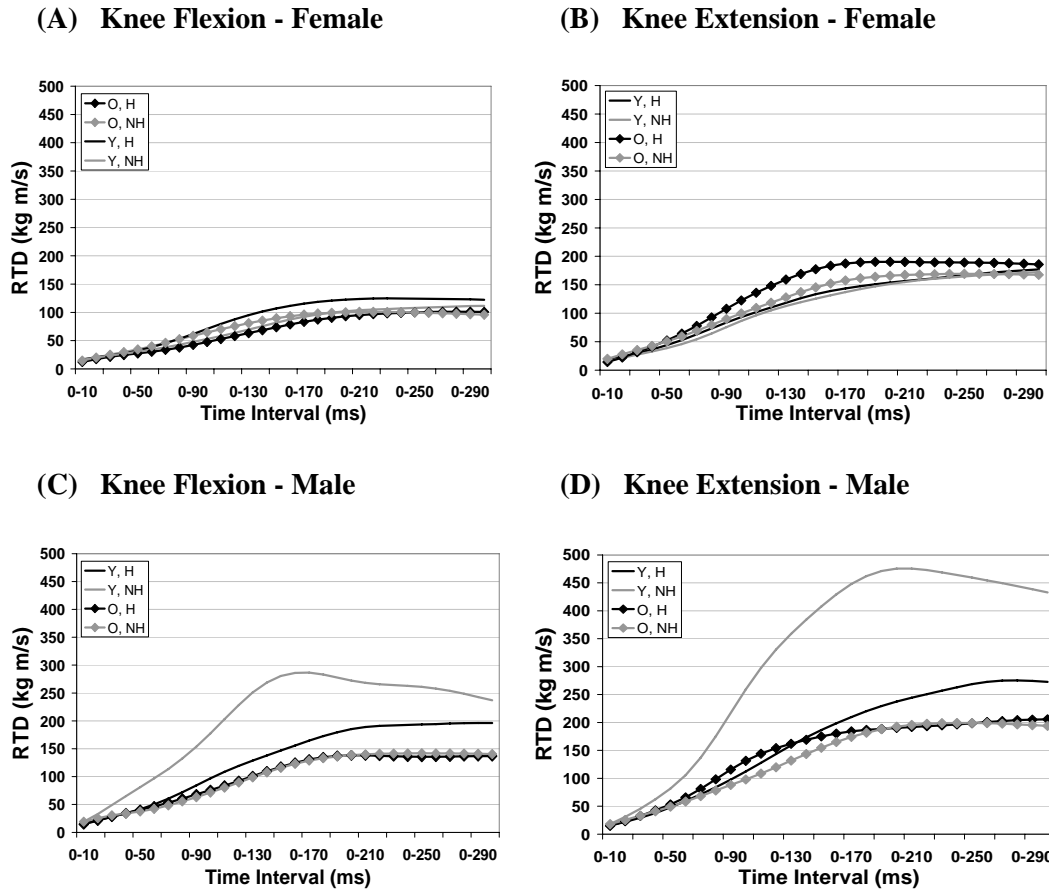 (A) Knee Flexion - Female
500
450
400
350
300
250
200
150
100
50
0
RTD (kg m/s)
O, H
O, NH
Y, H
Y, NH
0-10 0-50 0-90 0-130 0-170 0-210 0-250 0-290
Time Interval (ms)
(B) Knee Extension - Female
500
450
400
350
300
250
200
150
100
50
0
RTD (kg m/s)
Y, H
Y, NH
O, H
O, NH
0-10 0-50 0-90 0-130 0-170 0-210 0-250 0-290
Time Interval (ms)
(C) Knee Flexion - Male
500
450
400
350
300
250
200
150
100
50
0
RTD (kg m/s)
Y, H
Y, NH
O, H
O, NH
0-10 0-50 0-90 0-130 0-170 0-210 0-250 0-290
Time Interval (ms)
(D) Knee Extension - Male
500
450
400
350
300
250
200
150
100
50
0
RTD (kg m/s)
Y, H
Y, NH
O, H
O, NH
0-10 0-50 0-90 0-130 0-170 0-210 0-250 0-290
Time Interval (ms)